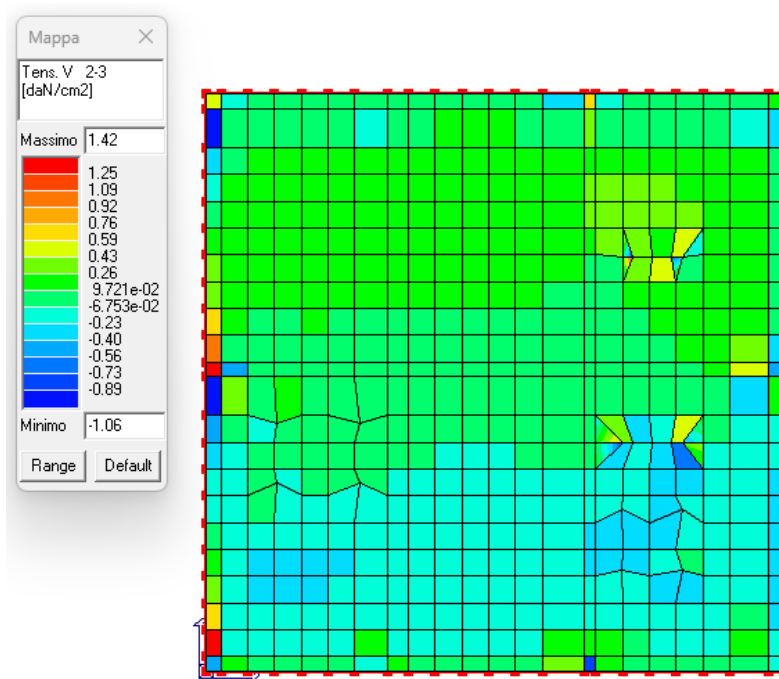 Mappa
Tens. V 2-3
[daN/cm2]
Massimo 1.42
1.25
1.09
0.92
0.76
0.59
0.43
0.26
9.721e-02
-6.753e-02
-0.23
-0.40
-0.56
-0.73
-0.89
Minimo -1.06
Range Default